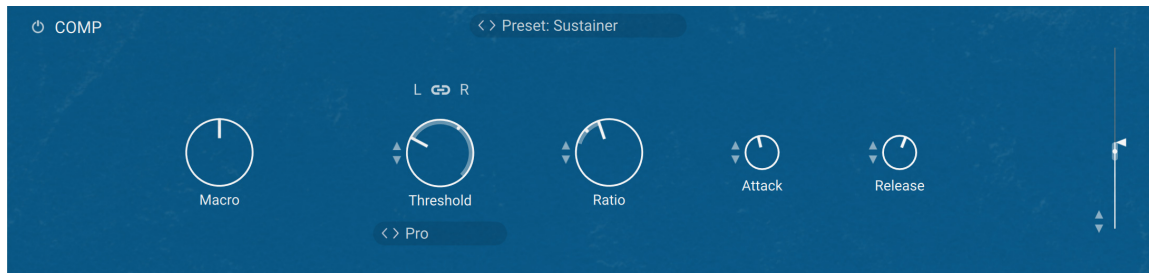 COMP
Preset: Sustainer
L R
Macro
Threshold
Ratio
Attack
Release
Pro